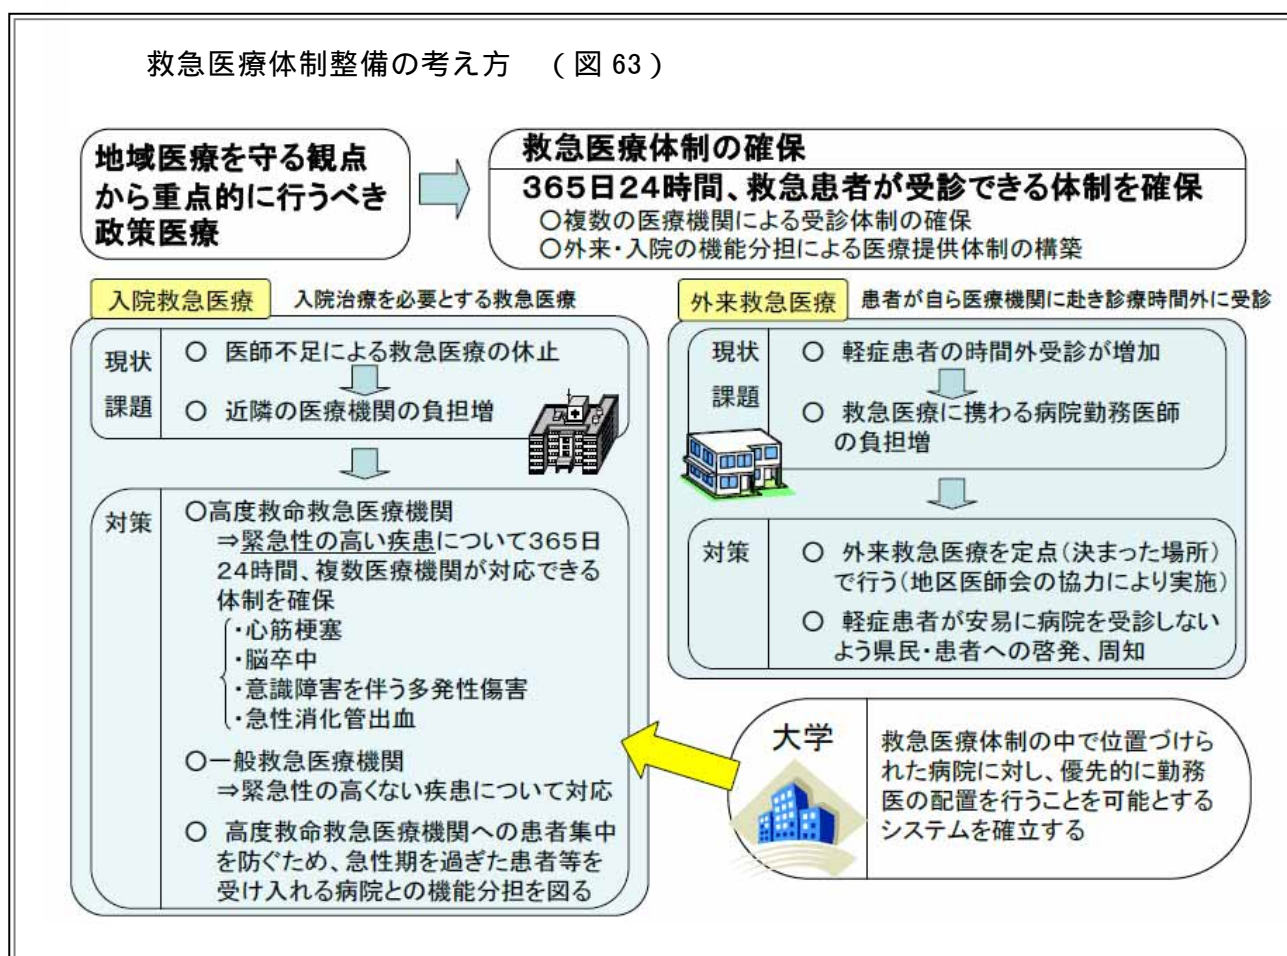 救急医療体制整備の考え方　（図 63）
地域医療を守る観点
から重点的に行うべき
政策医療
救急医療体制の確保
365日24時間、救急患者が受診できる体制を確保
○複数の医療機関による受診体制の確保
○外来・入院の機能分担による医療提供体制の構築
入院救急医療
入院治療を必要とする救急医療
現状
課題
○ 医師不足による救急医療の休止
○ 近隣の医療機関の負担増
対策
○高度救命救急医療機関
⇒緊急性の高い疾患について365日
24時間、複数医療機関が対応できる
体制を確保
・心筋梗塞
・脳卒中
・意識障害を伴う多発性傷害
・急性消化管出血
○一般救急医療機関
⇒緊急性の高くない疾患について対応
○ 高度救命救急医療機関への患者集中
を防ぐため、急性期を過ぎた患者等を
受け入れる病院との機能分担を図る
外来救急医療
患者が自ら医療機関に赴き診療時間外に受診
現状
課題
○ 軽症患者の時間外受診が増加
○ 救急医療に携わる病院勤務医師
の負担増
対策
○ 外来救急医療を定点(決まった場所)
で行う(地区医師会の協力により実施)
○ 軽症患者が安易に病院を受診しない
よう県民・患者への啓発、周知
大学
救急医療体制の中で位置づけら
れた病院に対し、優先的に勤務
医の配置を行うことを可能とする
システムを確立する